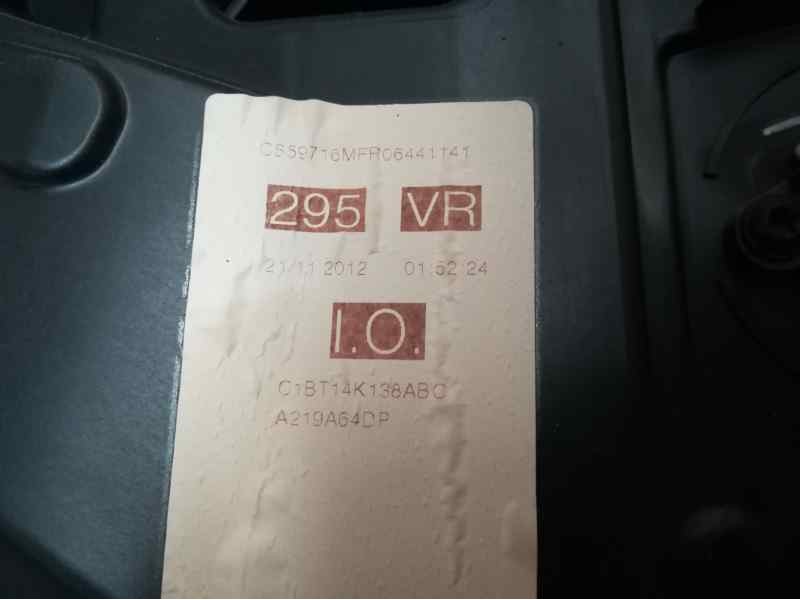 CS59716MFR06441141
295 VR
21/11 2012 01:52:24
I.O.
C1BT14K138ABC
A219A64DP